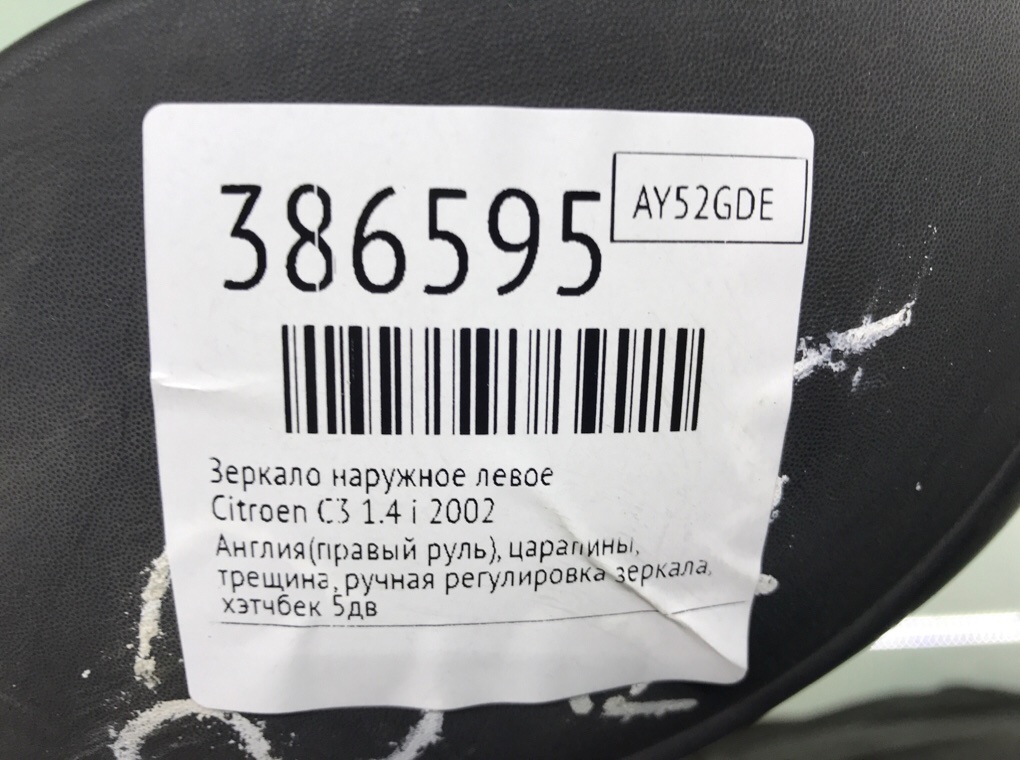 386595
AY52GDE
Зеркало наружное левое
Citroen C3 1.4 i 2002
Англия(правый руль), царапины,
трещина, ручная регулировка зеркала,
хэтчбек 5дв